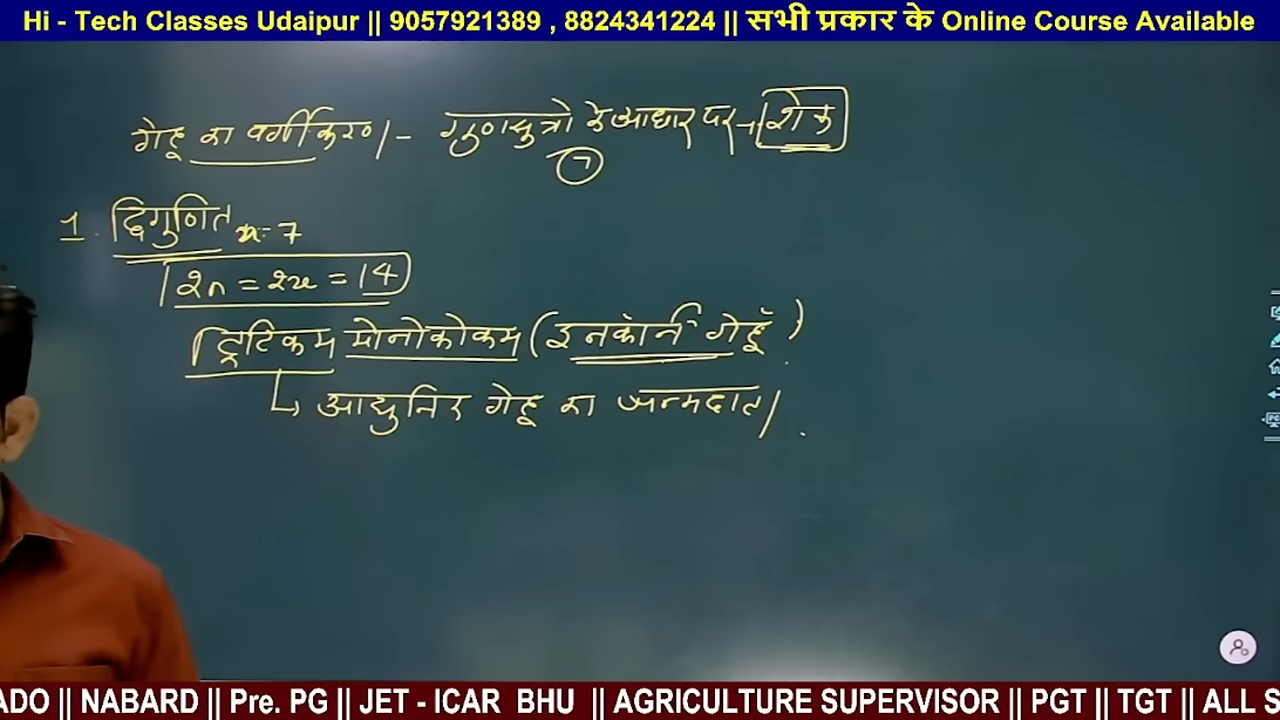 Hi - Tech Classes Udaipur || 9057921389 , 8824341224 || सभी प्रकार के Online Course Available
गेहू का वर्गीकरण - गुणसुत्रो के आधार पर → शेक
7
1. द्विगुणित x = 7
2n = 2x = 14
ट्रिटिकम मोनोकोकम (इनकॉर्न गेहूँ)
↳ आधुनिक गेहू का जन्मदाता
ADO || NABARD || Pre. PG || JET - ICAR BHU || AGRICULTURE SUPERVISOR || PGT || TGT || ALL S